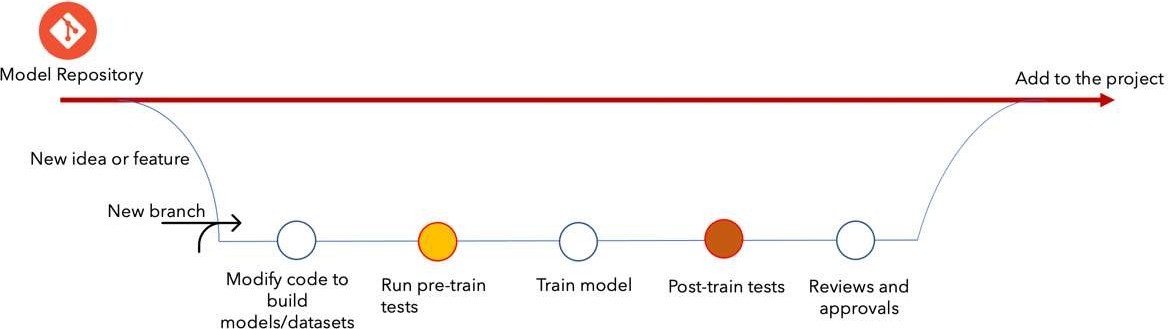 Model Repository
Add to the project
New idea or feature
New branch
Modify code to
build
models/datasets
Run pre-train
tests
Train model
Post-train tests
Reviews and
approvals